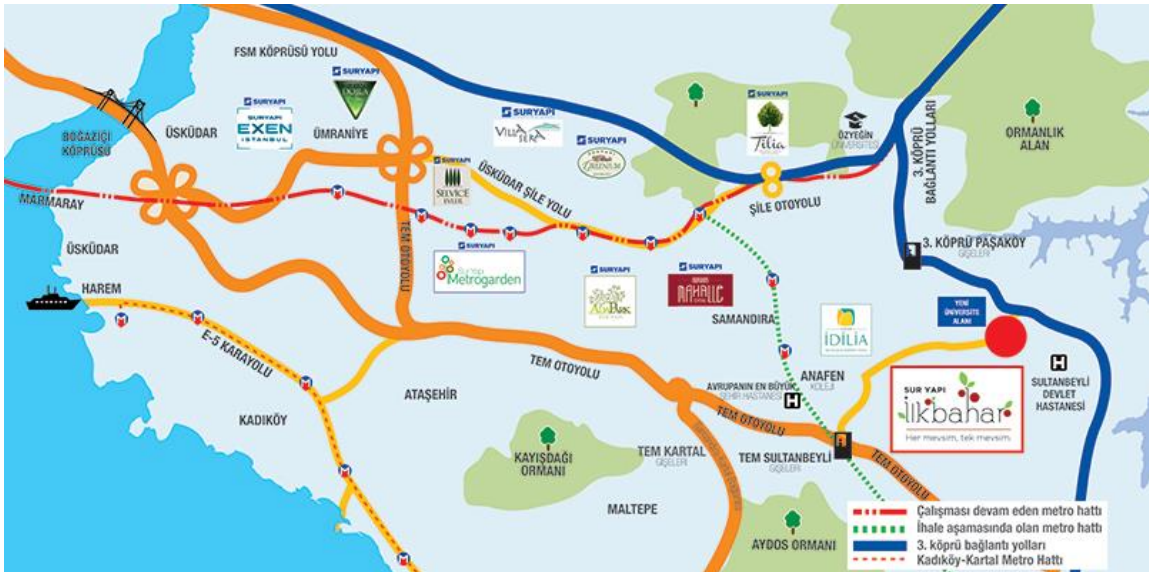 FSM KÖPRÜSÜ YOLU
SURYAPI
SURYAPI
EXEN
İSTANBUL
ÜSKÜDAR
ÜMRANİYE
BOĞAZİÇİ
KÖPRÜSÜ
SURYAPI
SURYAPI
SURYAPI
Tilia
ÖZYEĞİN
ÜNİVERSİTESİ
ORMANLIK
ALAN
3. KÖPRÜ
BAĞLANTI YOLLARI
SURYAPI
SELVİCE
EVLERİ
ÜSKÜDAR ŞİLE YOLU
ŞİLE OTOYOLU
MARMARAY
TEM OTOYOLU
ÜSKÜDAR
HAREM
SURYAPI
Metrogarden
SURYAPI
SURYAPI
MAHALLE
SAMANDIRA
3. KÖPRÜ PAŞAKÖY
GİŞELERİ
YENİ
ÜNİVERSİTE
ALANI
İDİLİA
E-5 KARAYOLU
TEM OTOYOLU
ATAŞEHİR
KADIKÖY
AVRUPANIN EN BÜYÜK
ŞEHİR HASTANESİ
H
ANAFEN
KOLEJİ
H
SULTANBEYLİ
DEVLET
HASTANESİ
SUR YAPI
ilkbahar
Her mevsim, tek mevsim.
TEM OTOYOLU
KAYIŞDAĞI
ORMANI
TEM KARTAL
GİŞELERİ
TEM SULTANBEYLİ
GİŞELERİ
TEM OTOYOLU
MALTEPE
AYDOS ORMANI
Çalışması devam eden metro hattı
İhale aşamasında olan metro hattı
3. köprü bağlantı yolları
Kadıköy-Kartal Metro Hattı